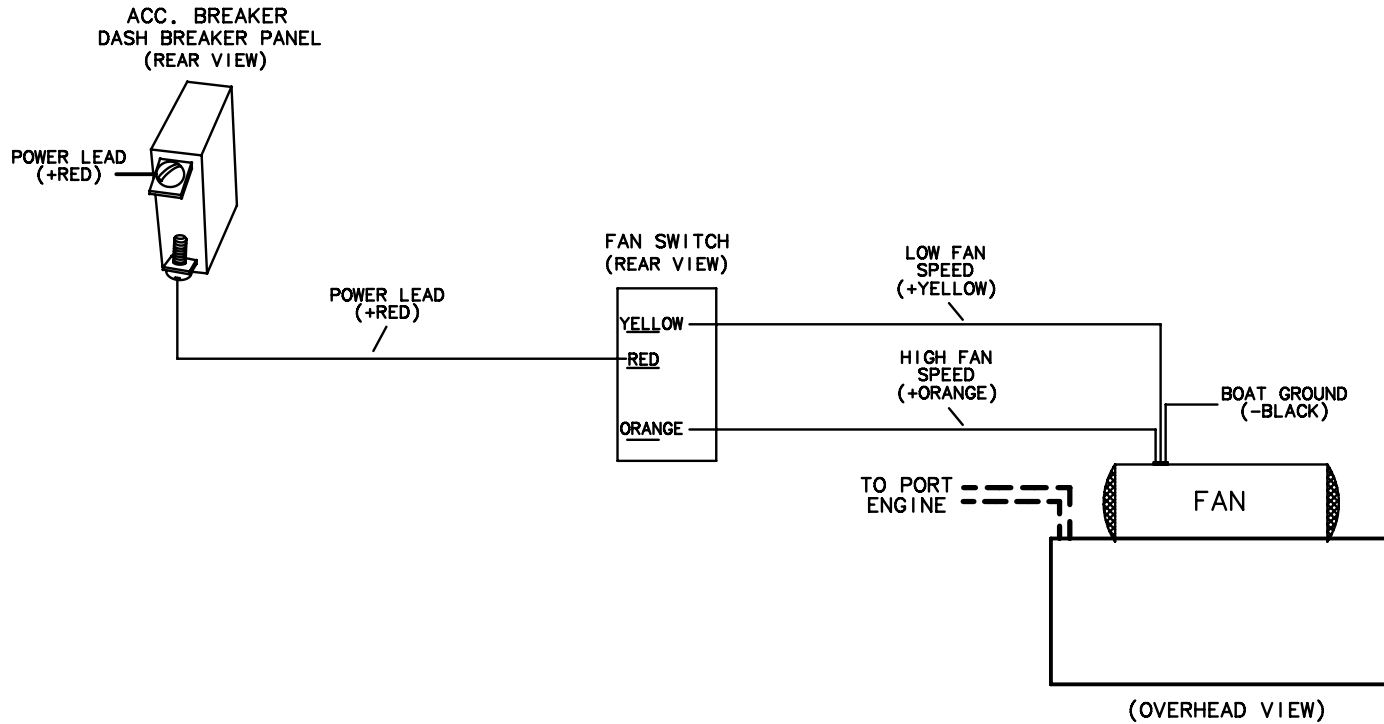 ACC. BREAKER
DASH BREAKER PANEL
(REAR VIEW)
POWER LEAD
(+RED)
FAN SWITCH
(REAR VIEW)
LOW FAN
SPEED
(+YELLOW)
POWER LEAD
(+RED)
YELLOW
RED
HIGH FAN
SPEED
(+ORANGE)
BOAT GROUND
(-BLACK)
ORANGE
TO PORT
ENGINE
FAN
(OVERHEAD VIEW)